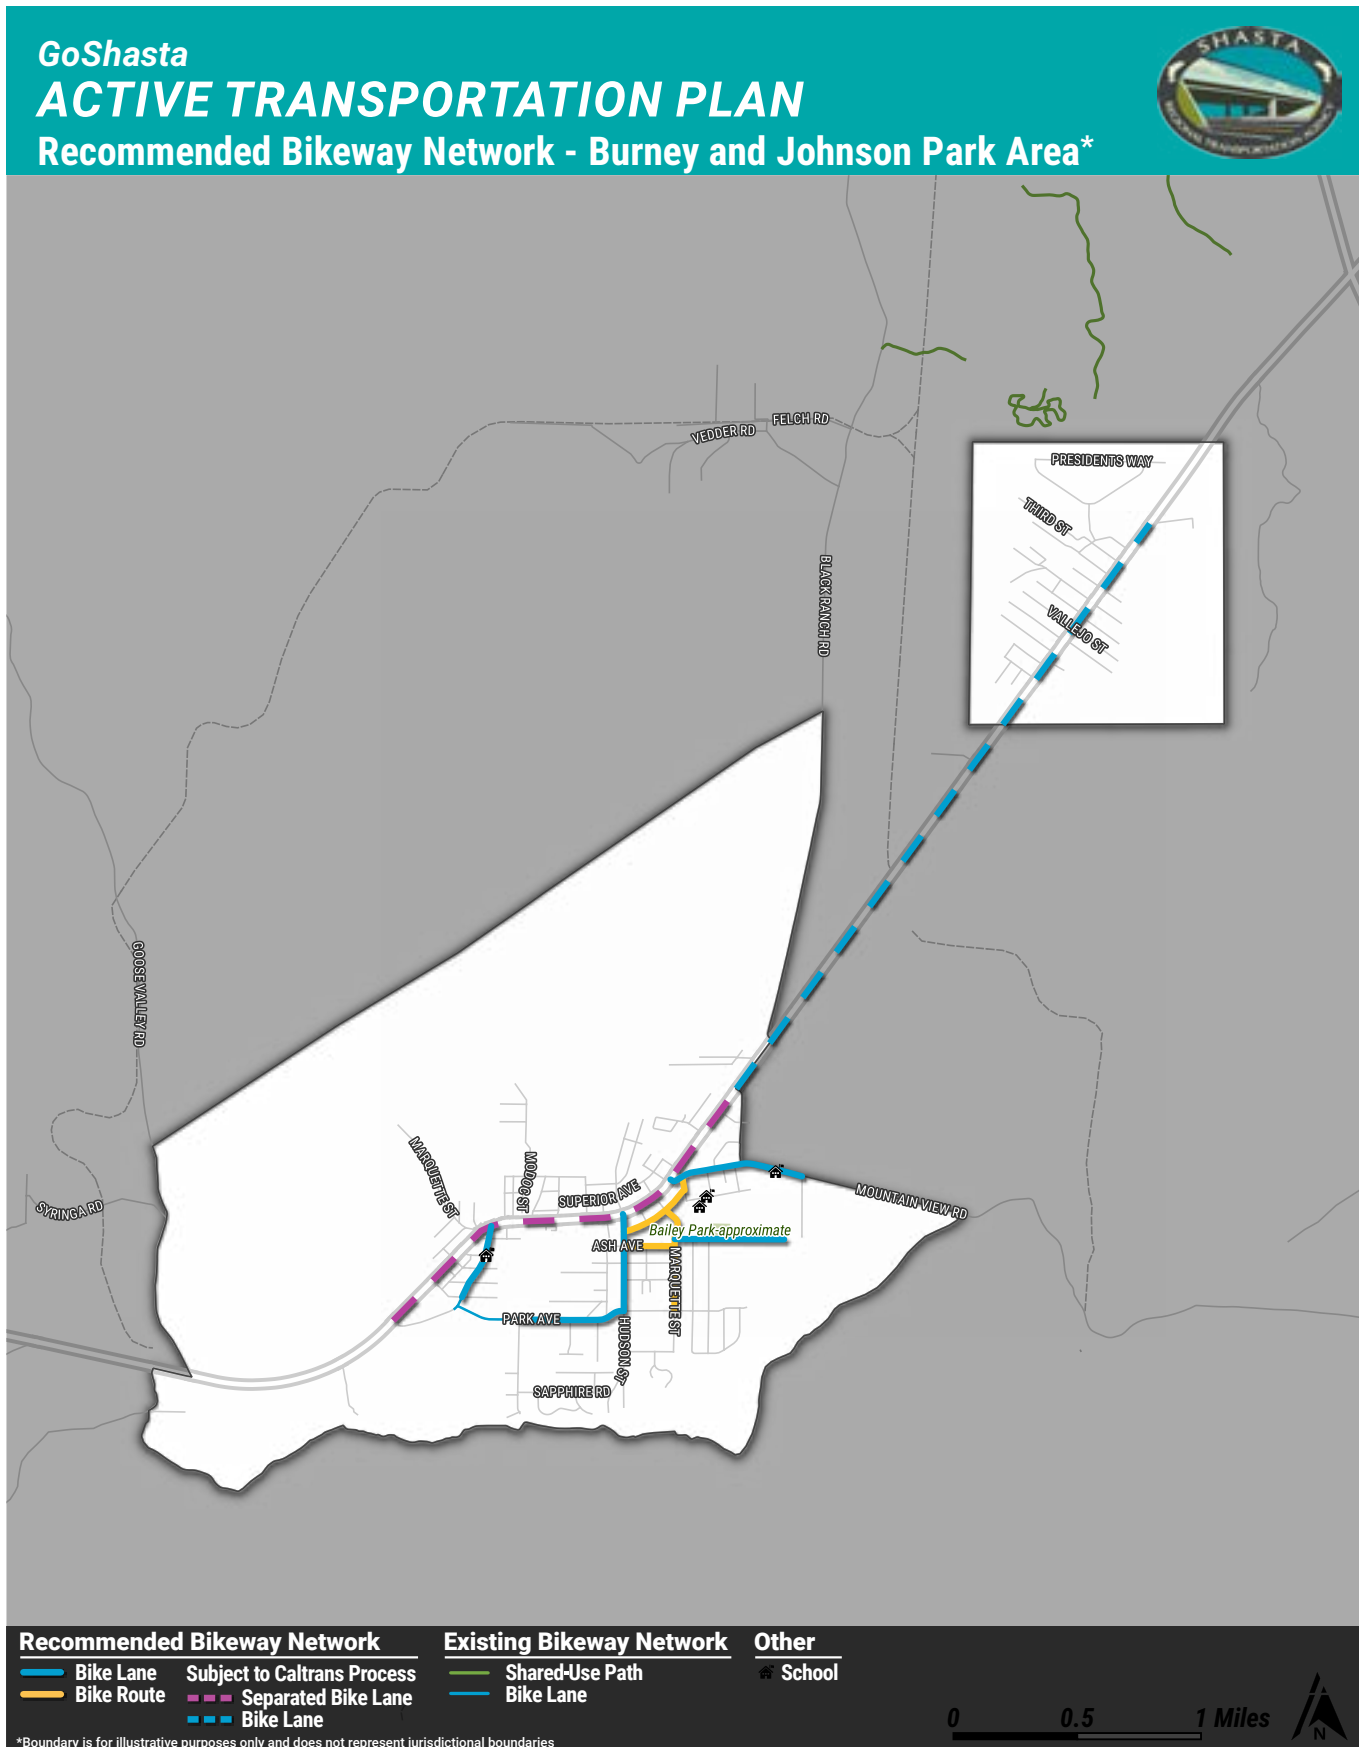 GoShasta
ACTIVE TRANSPORTATION PLAN
Recommended Bikeway Network - Burney and Johnson Park Area*
SHASTA
REGIONAL TRANSPORTATION AGENCY
FELCH RD
VEDDER RD
PRESIDENTS WAY
THIRD ST
BLACK RANCH RD
VALLEJO ST
GOOSE VALLEY RD
MARQUETTE ST
MODOC ST
SUPERIOR AVE
MOUNTAIN VIEW RD
SYRINGA RD
Bailey Park-approximate
ASH AVE
MARQUETTE ST
PARK AVE
HUDSON ST
SAPPHIRE RD
Recommended Bikeway Network
Bike Lane
Bike Route
Subject to Caltrans Process
Separated Bike Lane
Bike Lane
Existing Bikeway Network
Shared-Use Path
Bike Lane
Other
School
0 0.5 1 Miles
N
*Boundary is for illustrative purposes only and does not represent jurisdictional boundaries